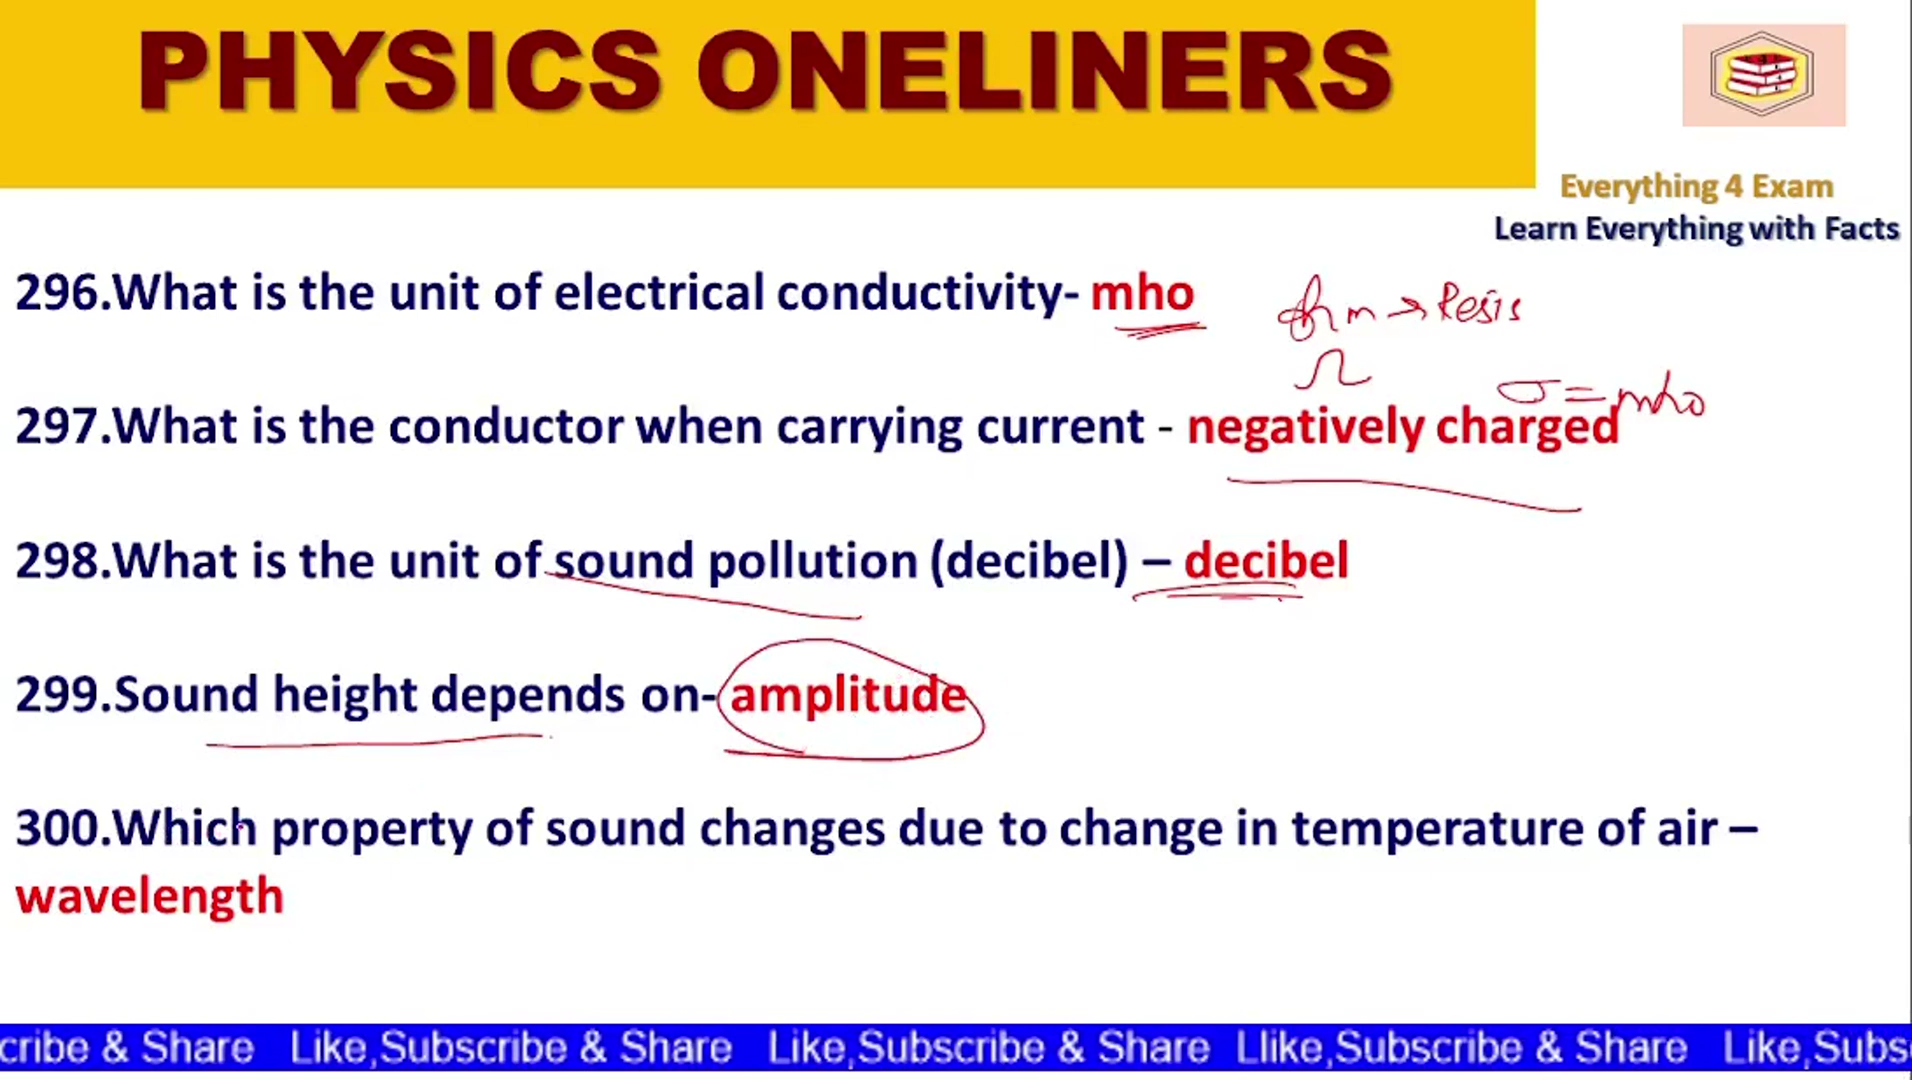 PHYSICS ONELINERS
Everything 4 Exam
Learn Everything with Facts
296.What is the unit of electrical conductivity- mho
ohm → Resis
Ω
σ = mho
297.What is the conductor when carrying current - negatively charged
298.What is the unit of sound pollution (decibel) – decibel
299.Sound height depends on- amplitude
300.Which property of sound changes due to change in temperature of air –
wavelength
cribe & Share Like,Subscribe & Share Like,Subscribe & Share Llike,Subscribe & Share Like,Subs